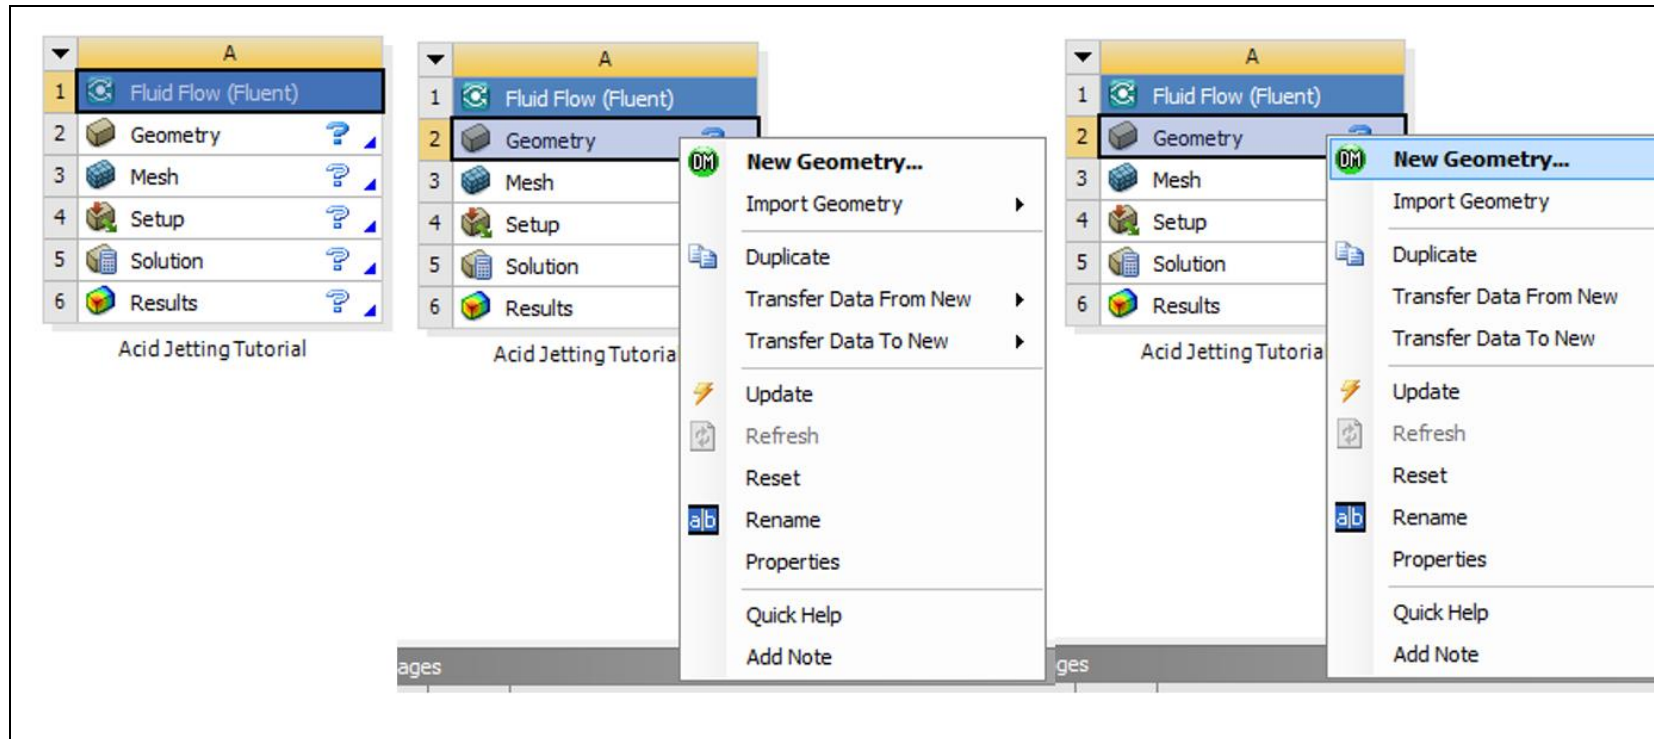 A
1 Fluid Flow (Fluent)
2 Geometry ?
3 Mesh ?
4 Setup ?
5 Solution ?
6 Results ?
Acid Jetting Tutorial
A
1 Fluid Flow (Fluent)
2 Geometry
3 Mesh
4 Setup
5 Solution
6 Results
Acid Jetting Tutoria
DM New Geometry...
Import Geometry
Duplicate
Transfer Data From New
Transfer Data To New
Update
Refresh
Reset
a|b Rename
Properties
Quick Help
Add Note
ages
A
1 Fluid Flow (Fluent)
2 Geometry
3 Mesh
4 Setup
5 Solution
6 Results
Acid Jetting Tutoria
DM New Geometry...
Import Geometry
Duplicate
Transfer Data From New
Transfer Data To New
Update
Refresh
Reset
a|b Rename
Properties
Quick Help
Add Note
ges